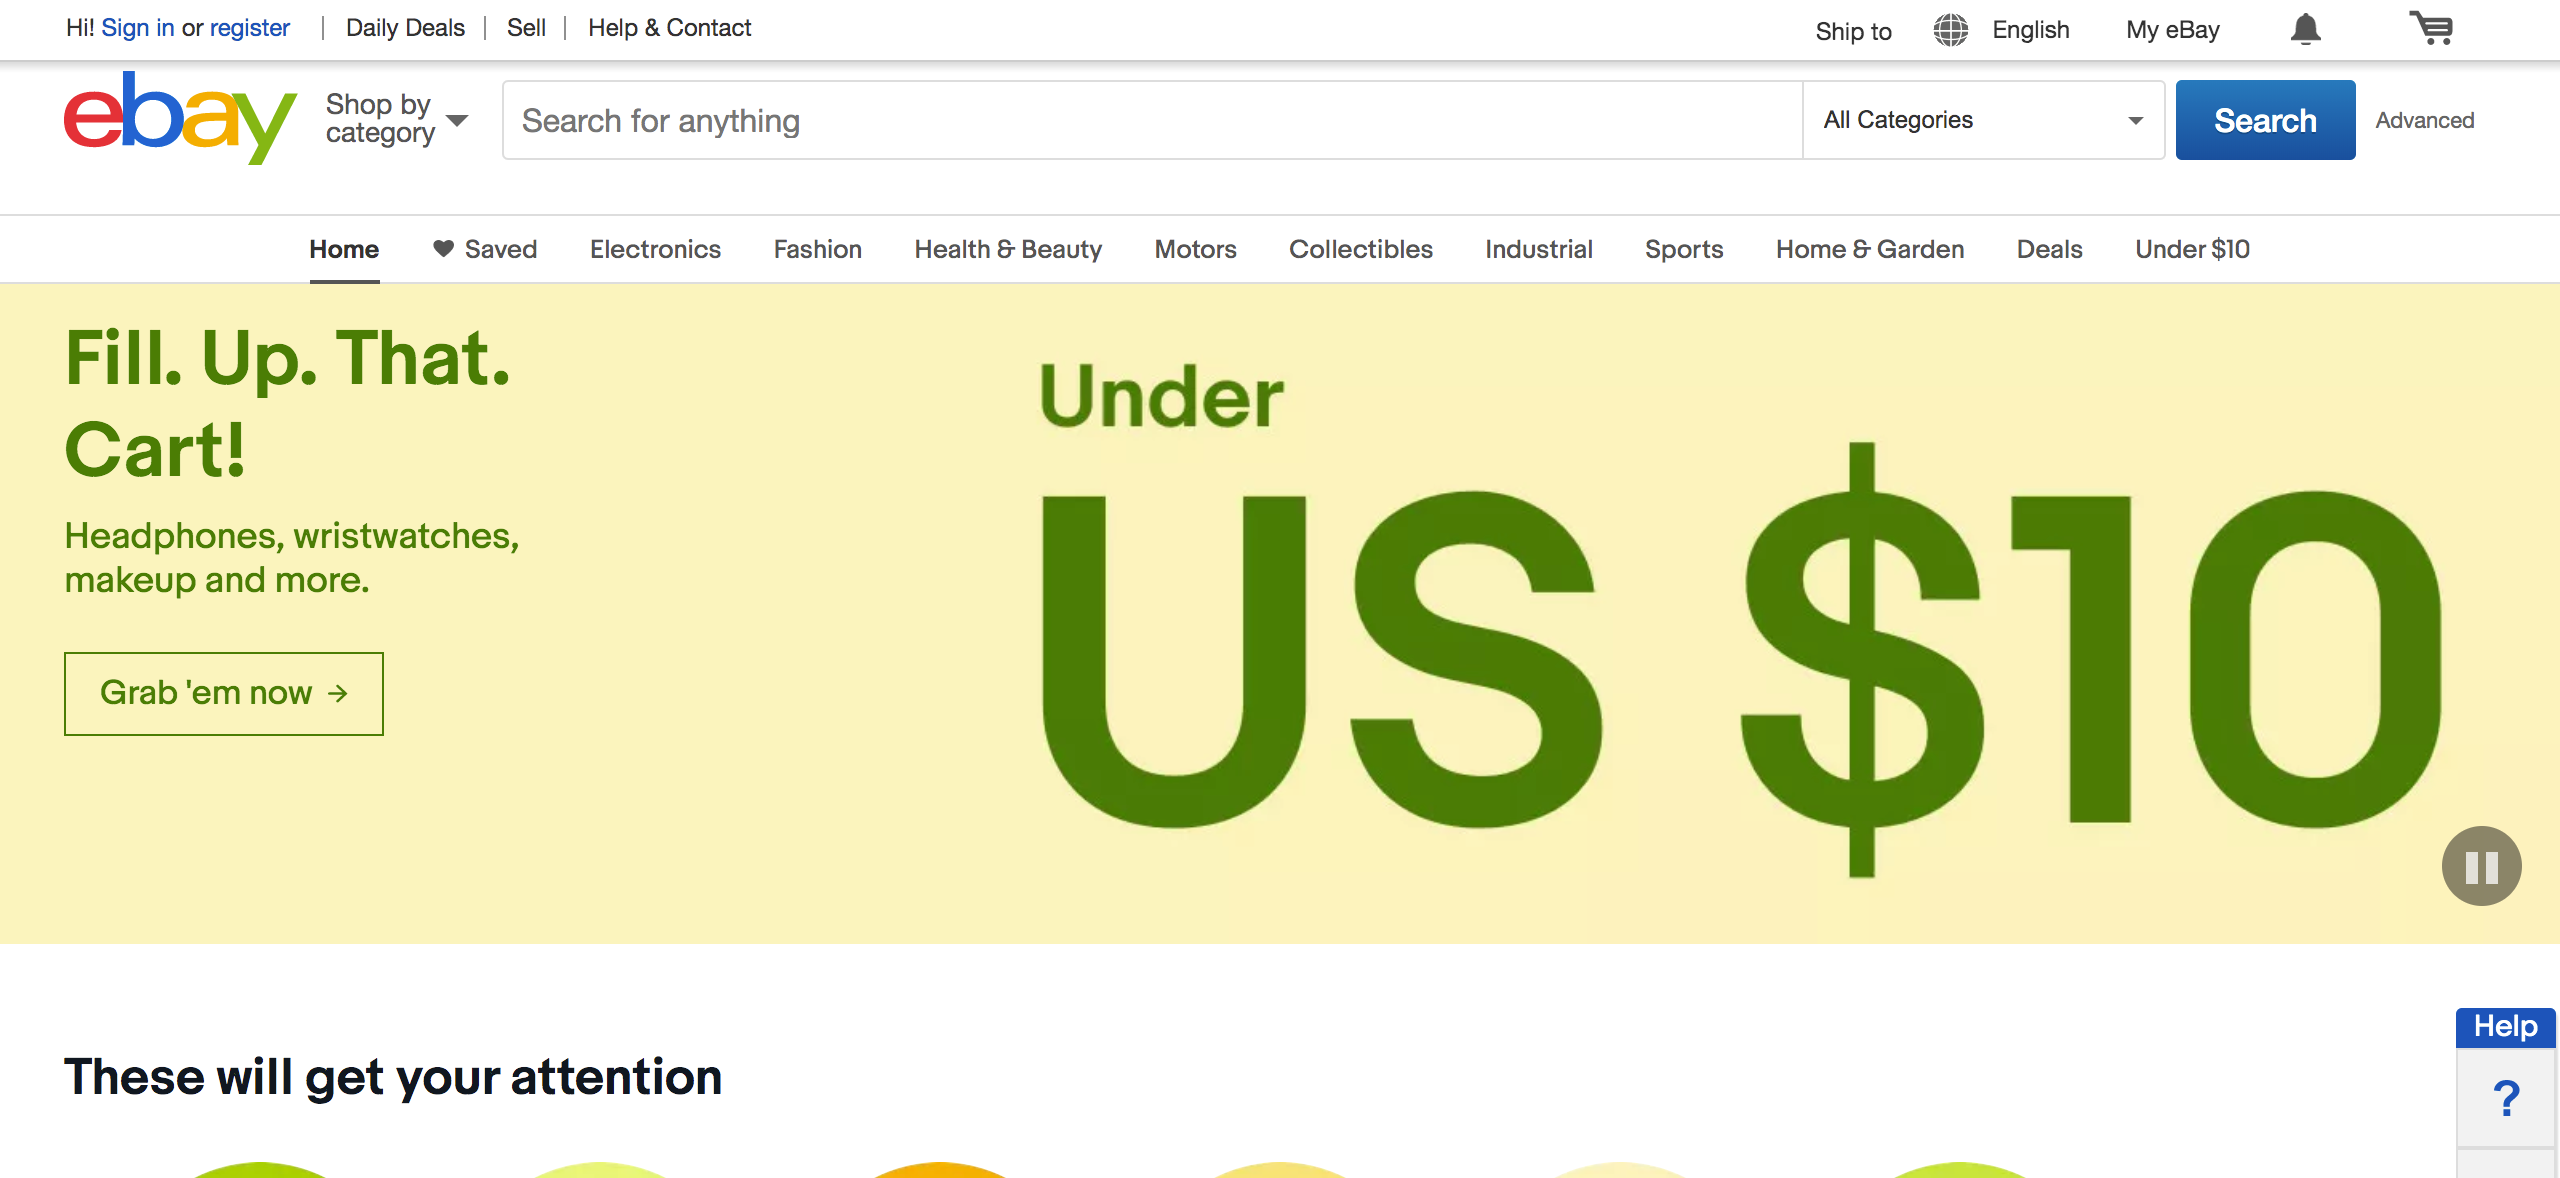 Hi! Sign in or register | Daily Deals | Sell | Help & Contact
Ship to English My eBay
ebay
Shop by
category
Search for anything
All Categories
Search
Advanced
Home Saved Electronics Fashion Health & Beauty Motors Collectibles Industrial Sports Home & Garden Deals Under $10
Fill. Up. That.
Cart!
Headphones, wristwatches,
makeup and more.
Grab 'em now →
Under
US $10
These will get your attention
Help
?